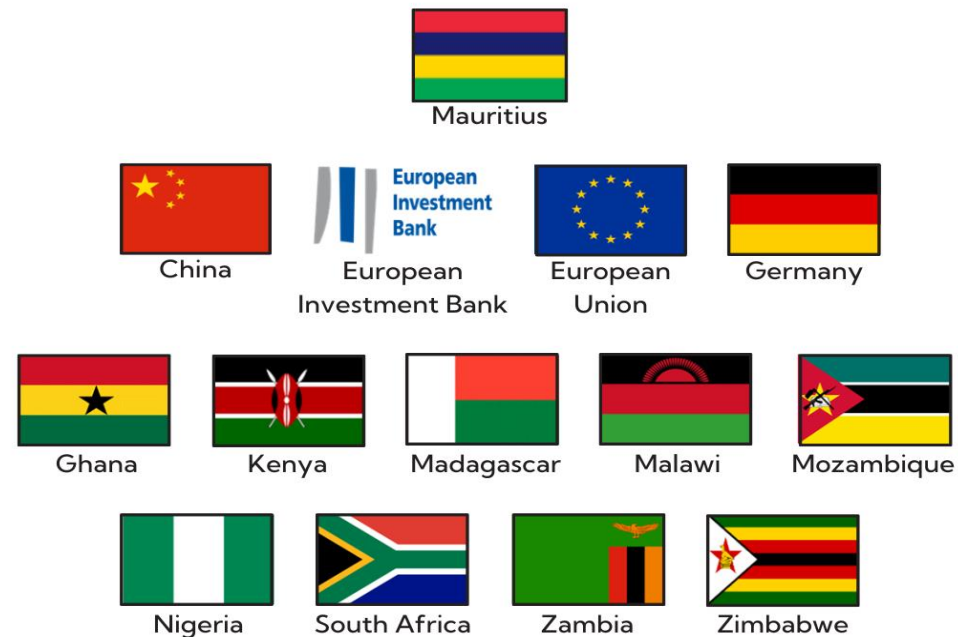 Mauritius
European
Investment
Bank
China
European
Investment Bank
European
Union
Germany
Ghana
Kenya
Madagascar
Malawi
Mozambique
Nigeria
South Africa
Zambia
Zimbabwe